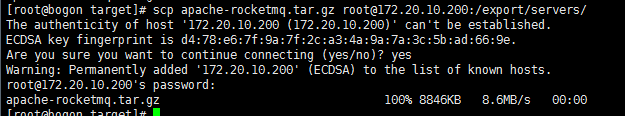 [root@bogon target]# scp apache-rocketmq.tar.gz root@172.20.10.200:/export/servers/
The authenticity of host '172.20.10.200 (172.20.10.200)' can't be established.
ECDSA key fingerprint is d4:78:e6:7f:9a:7f:2c:a3:4a:9a:7a:3c:5b:ad:66:9e.
Are you sure you want to continue connecting (yes/no)? yes
Warning: Permanently added '172.20.10.200' (ECDSA) to the list of known hosts.
root@172.20.10.200's password:
apache-rocketmq.tar.gz 100% 8846KB 8.6MB/s 00:00
[root@bogon target]#